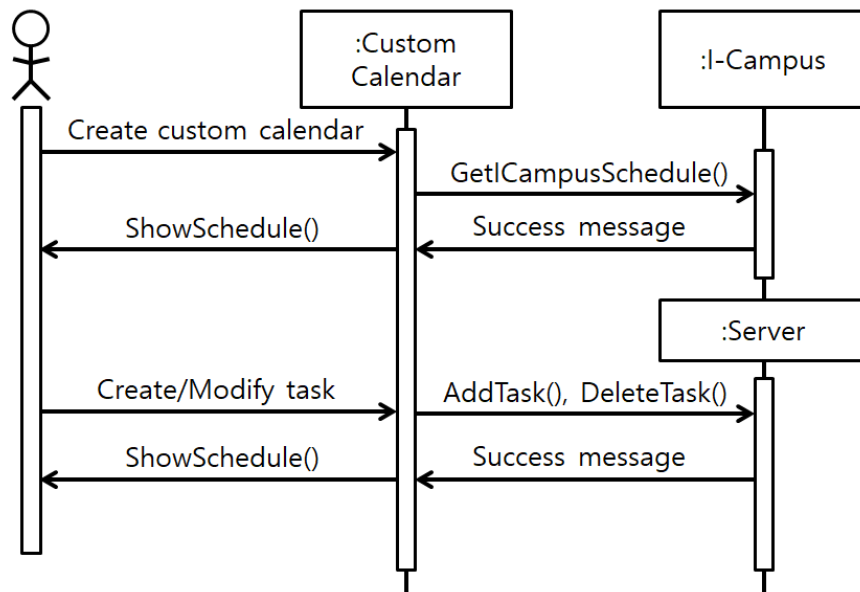 :Custom
Calendar
:I-Campus
Create custom calendar
GetICampusSchedule()
ShowSchedule()
Success message
:Server
Create/Modify task
AddTask(), DeleteTask()
ShowSchedule()
Success message